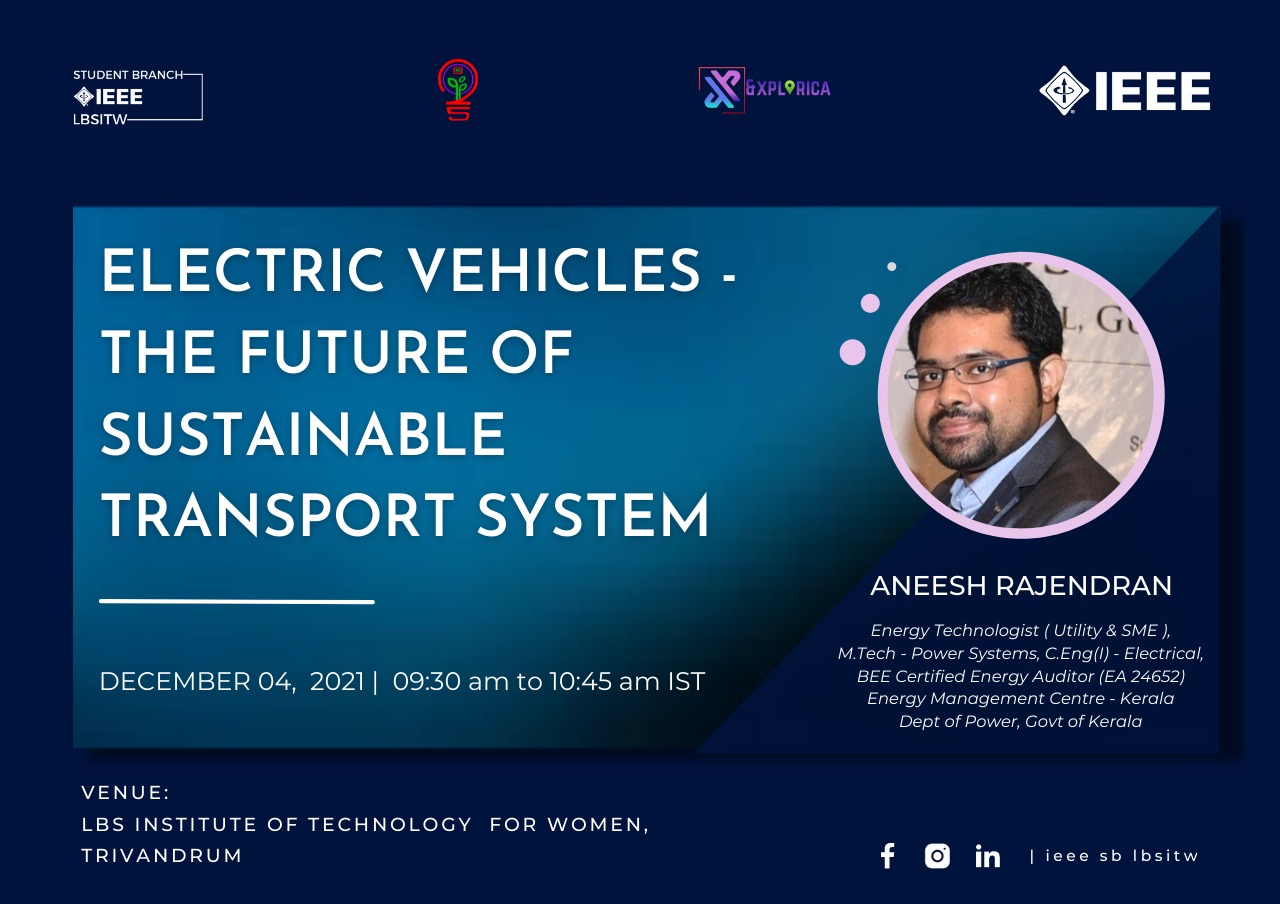 STUDENT BRANCH
IEEE
LBSITW
&XPLORICA
IEEE
ELECTRIC VEHICLES -
THE FUTURE OF
SUSTAINABLE
TRANSPORT SYSTEM
DECEMBER 04, 2021 | 09:30 am to 10:45 am IST
ANEESH RAJENDRAN
Energy Technologist ( Utility & SME ),
M.Tech - Power Systems, C.Eng(I) - Electrical,
BEE Certified Energy Auditor (EA 24652)
Energy Management Centre - Kerala
Dept of Power, Govt of Kerala
VENUE:
LBS INSTITUTE OF TECHNOLOGY FOR WOMEN,
TRIVANDRUM
| ieee sb lbsitw